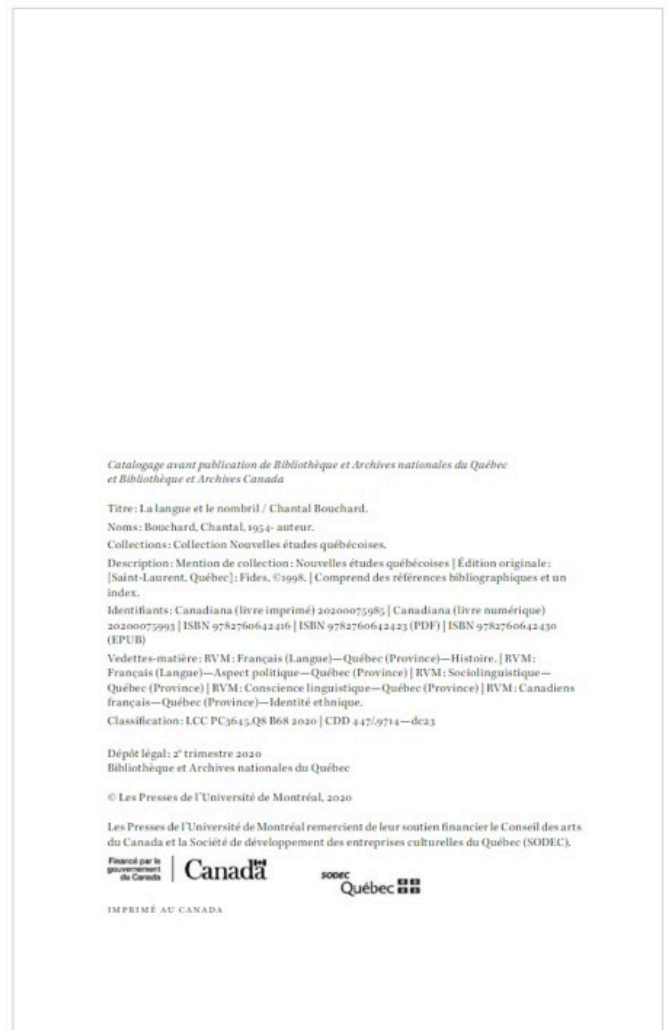 Catalogage avant publication de Bibliothèque et Archives nationales du Québec
et Bibliothèque et Archives Canada
Titre : La langue et le nombril / Chantal Bouchard.
Noms : Bouchard, Chantal, 1954- auteur.
Collections : Collection Nouvelles études québécoises.
Description : Mention de collection : Nouvelles études québécoises | Édition originale :
[Saint-Laurent, Québec] : Fides, ©1998. | Comprend des références bibliographiques et un
index.
Identifiants : Canadiana (livre imprimé) 20200075985 | Canadiana (livre numérique)
20200075993 | ISBN 9782760642416 | ISBN 9782760642423 (PDF) | ISBN 9782760642430
(EPUB)
Vedettes-matière : RVM : Français (Langue)—Québec (Province)—Histoire. | RVM :
Français (Langue)—Aspect politique—Québec (Province) | RVM : Sociolinguistique—
Québec (Province) | RVM : Conscience linguistique—Québec (Province) | RVM : Canadiens
français—Québec (Province)—Identité ethnique.
Classification : LCC PC3645.Q8 B68 2020 | CDD 447/.9714—dc23
Dépôt légal : 2e trimestre 2020
Bibliothèque et Archives nationales du Québec
© Les Presses de l'Université de Montréal, 2020
Les Presses de l'Université de Montréal remercient de leur soutien financier le Conseil des arts
du Canada et la Société de développement des entreprises culturelles du Québec (SODEC).
Financé par le
gouvernement
du Canada
Canada
SODEC
Québec
IMPRIMÉ AU CANADA